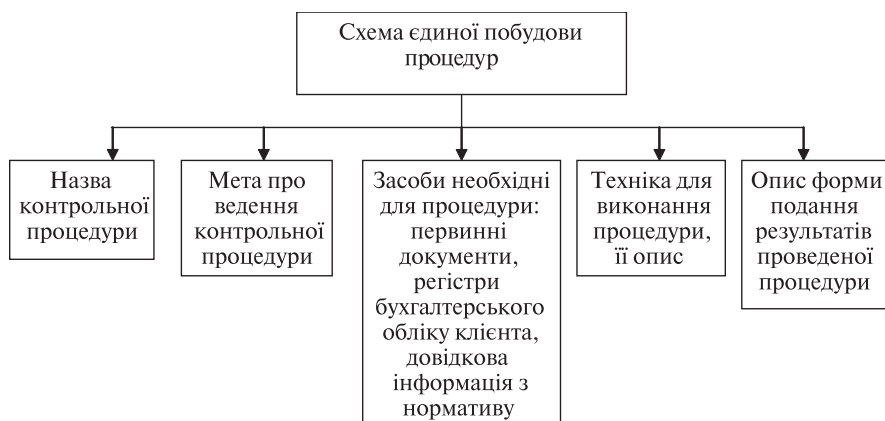 Схема єдиної побудови
процедур
Назва
контрольної
процедури
Мета про
ведення
контрольної
процедури
Засоби необхідні
для процедури:
первинні
документи,
регістри
бухгалтерського
обліку клієнта,
довідкова
інформація з
нормативу
Техніка для
виконання
процедури,
її опис
Опис форми
подання
результатів
проведеної
процедури